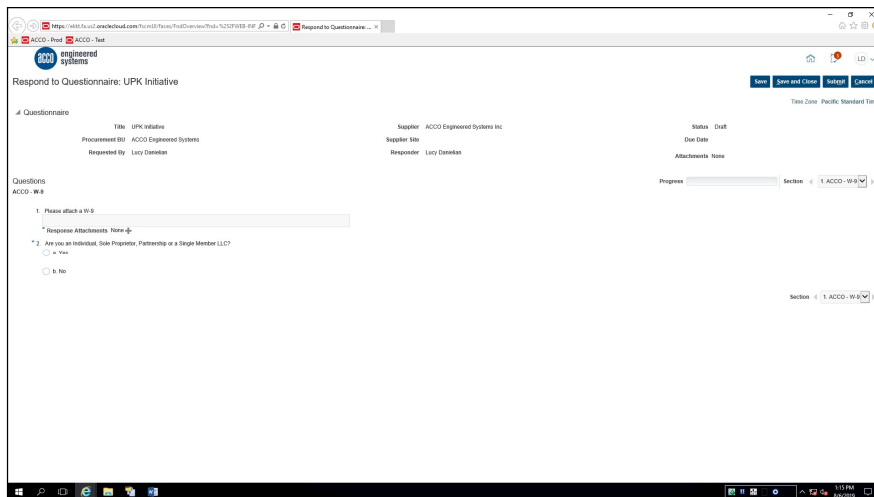 https://ekkt.fa.us2.oraclecloud.com/fscmUI/faces/FndOverview?fnd=%252FWEB-INF
Respond to Questionnaire: ...
ACCO - Prod ACCO - Test
acco engineered systems
1
LD
Respond to Questionnaire: UPK Initiative
Save Save and Close Submit Cancel
Time Zone Pacific Standard Tim
Questionnaire
Title UPK Initiative Supplier ACCO Engineered Systems Inc Status Draft
Procurement BU ACCO Engineered Systems Supplier Site Due Date
Requested By Lucy Danielian Responder Lucy Danielian Attachments None
Questions Progress Section 1. ACCO - W-9
ACCO - W-9
1. Please attach a W-9
* Response Attachments None
* 2. Are you an Individual, Sole Proprietor, Partnership or a Single Member LLC?
a. Yes
b. No
Section 1. ACCO - W-9
1:15 PM
8/6/2019